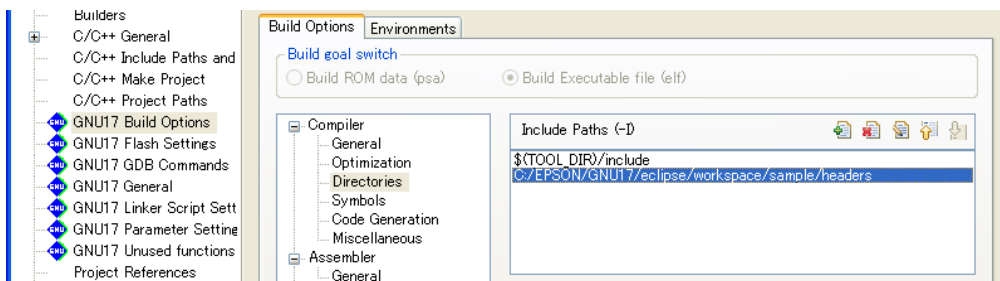 Builders
C/C++ General
C/C++ Include Paths and
C/C++ Make Project
C/C++ Project Paths
GNU17 Build Options
GNU17 Flash Settings
GNU17 GDB Commands
GNU17 General
GNU17 Linker Script Sett
GNU17 Parameter Setting
GNU17 Unused functions
Project References
Build Options
Environments
Build goal switch
Build ROM data (psa)
Build Executable file (elf)
Compiler
General
Optimization
Directories
Symbols
Code Generation
Miscellaneous
Assembler
General
Include Paths (-I)
$(TOOL_DIR)/include
C:/EPSON/GNU17/eclipse/workspace/sample/headers